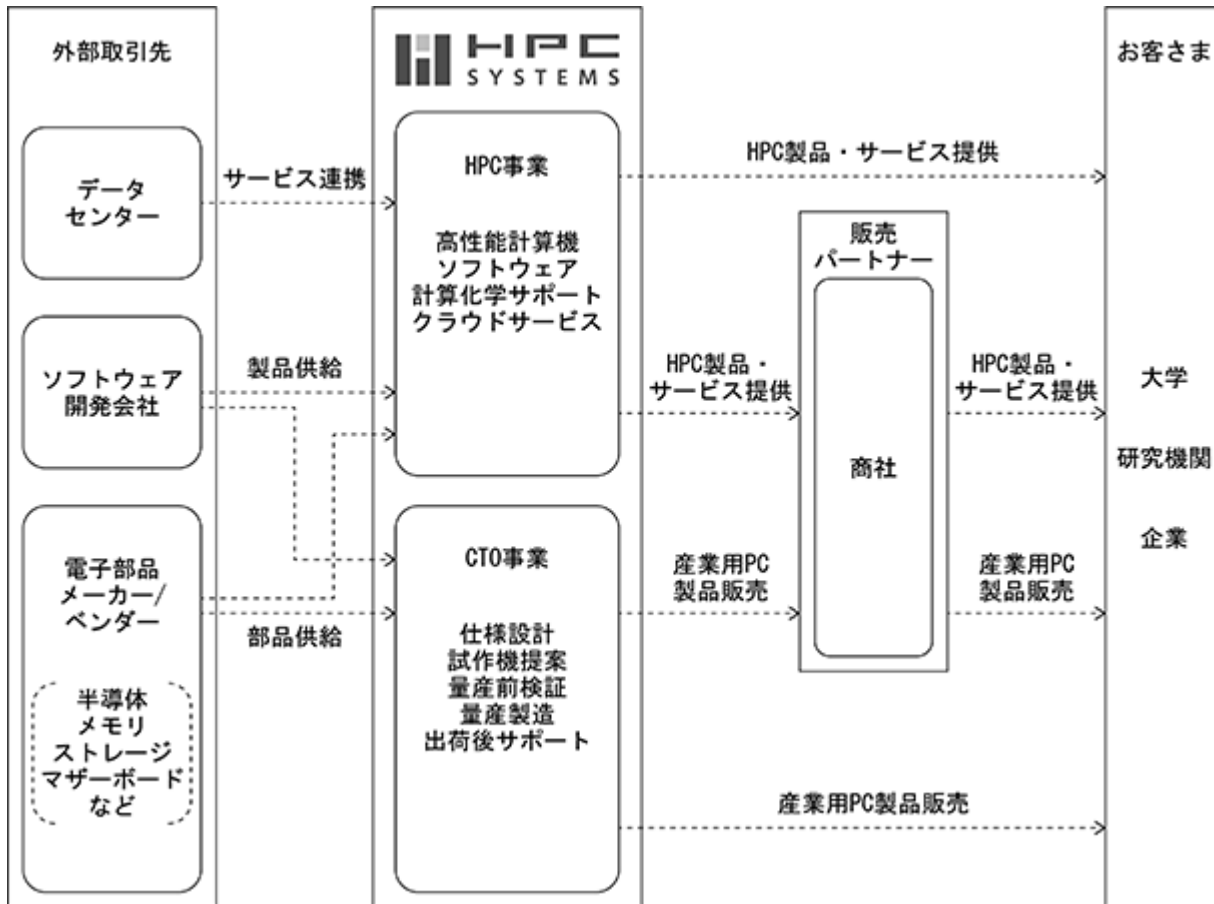 外部取引先
データ
センター
ソフトウェア
開発会社
電子部品
メーカー/
ベンダー
半導体
メモリ
ストレージ
マザーボード
など
サービス連携
製品供給
部品供給
HPC
SYSTEMS
HPC事業
高性能計算機
ソフトウェア
計算化学サポート
クラウドサービス
CTO事業
仕様設計
試作機提案
量産前検証
量産製造
出荷後サポート
HPC製品・サービス提供
HPC製品・
サービス提供
産業用PC
製品販売
産業用PC製品販売
販売
パートナー
商社
HPC製品・
サービス提供
産業用PC
製品販売
お客さま
大学
研究機関
企業